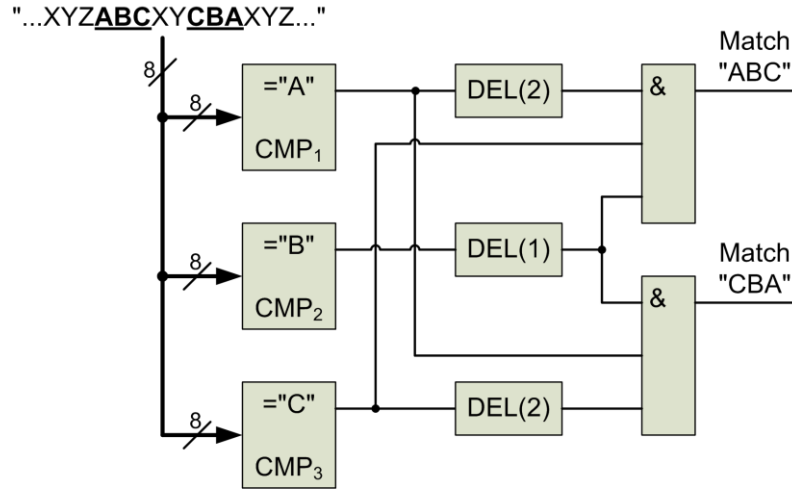 "...XYZABCXYCBAXYZ..."
8
8
="A"
CMP₁
DEL(2)
&
Match
"ABC"
8
="B"
CMP₂
DEL(1)
Match
"CBA"
&
8
="C"
CMP₃
DEL(2)